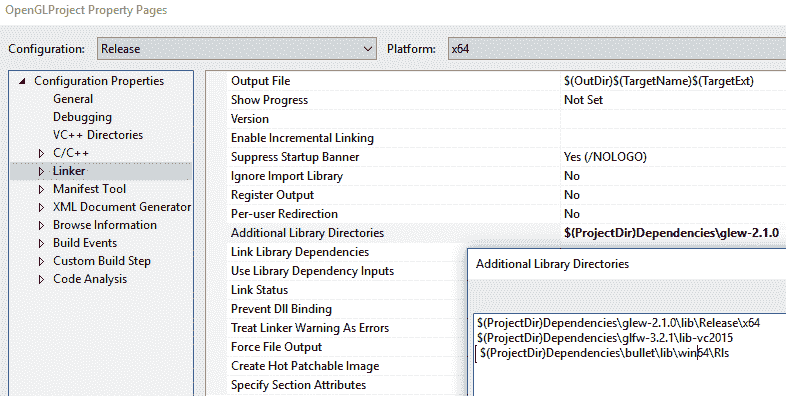 OpenGLProject Property Pages
Configuration: Release Platform: x64
Configuration Properties
General
Debugging
VC++ Directories
C/C++
Linker
Manifest Tool
XML Document Generator
Browse Information
Build Events
Custom Build Step
Code Analysis
Output File $(OutDir)$(TargetName)$(TargetExt)
Show Progress Not Set
Version
Enable Incremental Linking
Suppress Startup Banner Yes (/NOLOGO)
Ignore Import Library No
Register Output No
Per-user Redirection No
Additional Library Directories $(ProjectDir)Dependencies\glew-2.1.0
Link Library Dependencies
Use Library Dependency Inputs
Link Status
Prevent Dll Binding
Treat Linker Warning As Errors
Force File Output
Create Hot Patchable Image
Specify Section Attributes
Additional Library Directories
$(ProjectDir)Dependencies\glew-2.1.0\lib\Release\x64
$(ProjectDir)Dependencies\glfw-3.2.1\lib-vc2015
$(ProjectDir)Dependencies\bullet\lib\win64\Rls